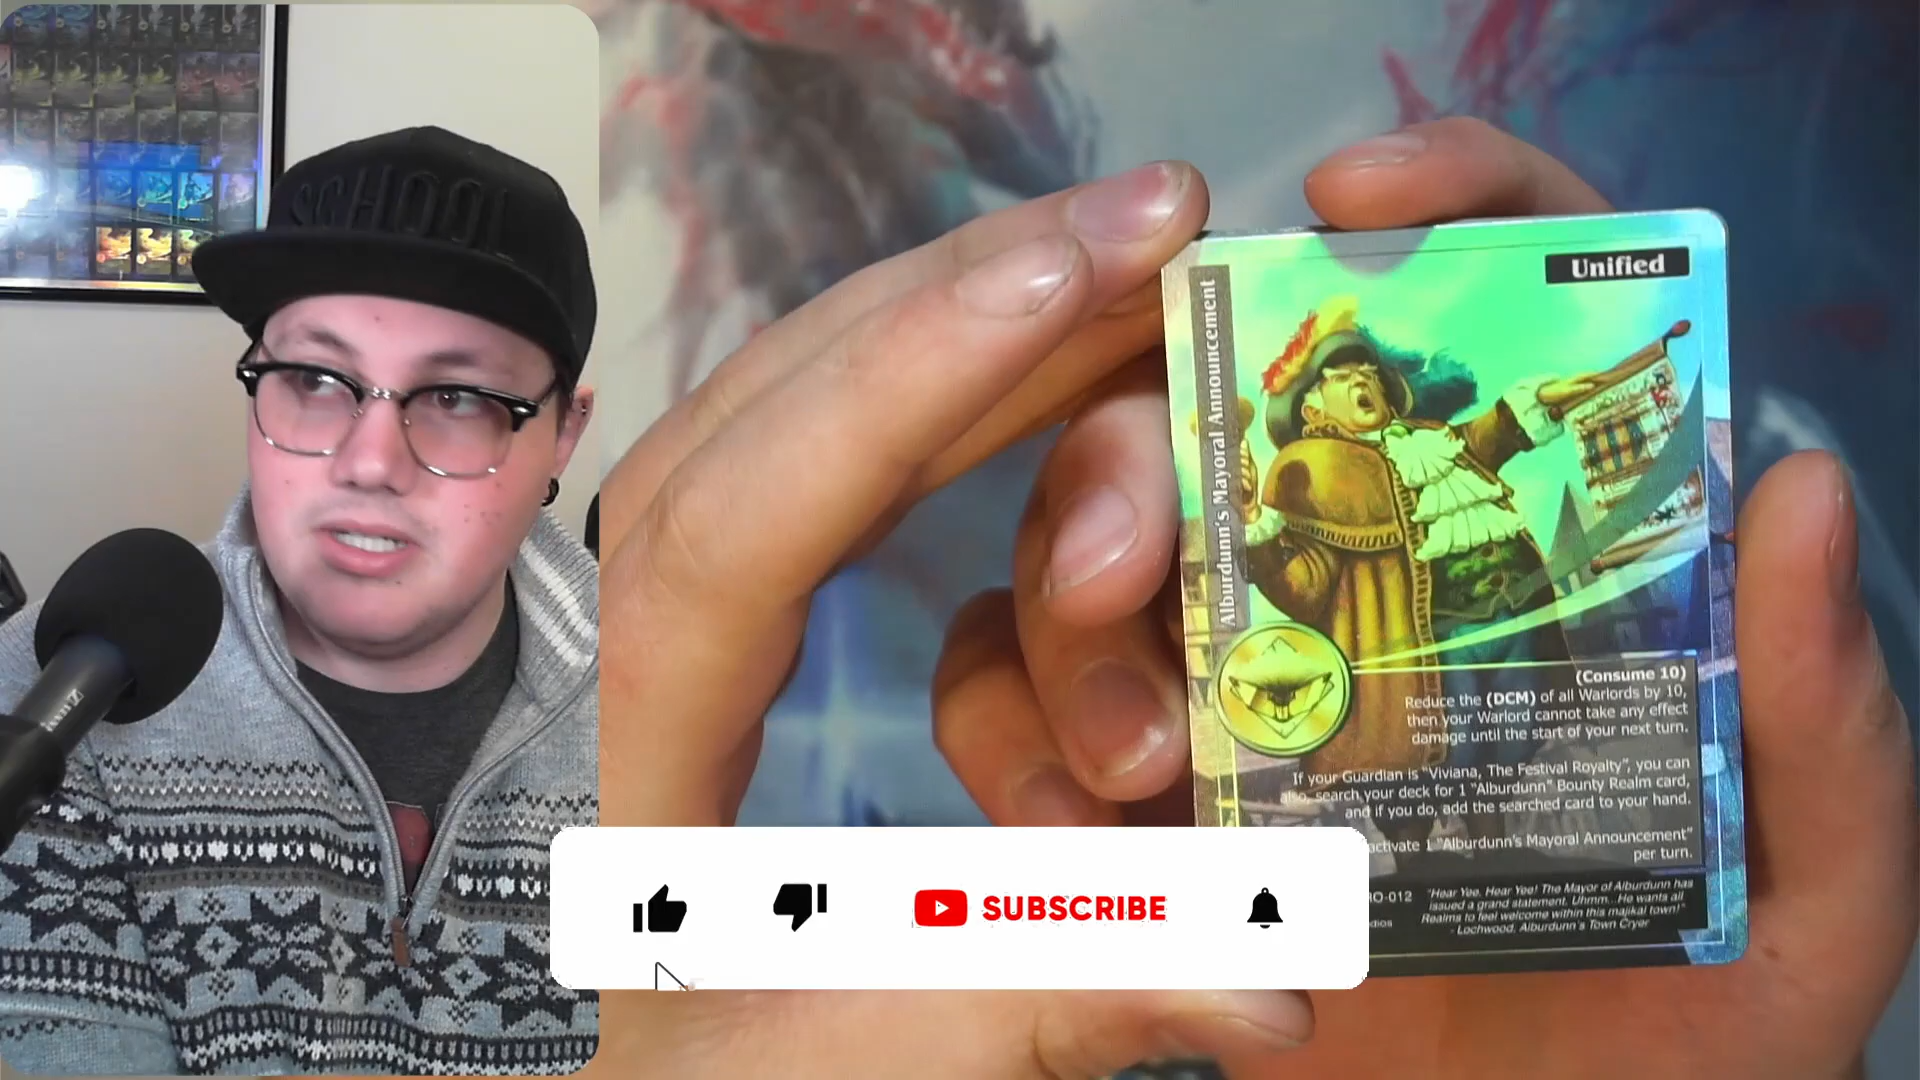 SCHOOL
Unified
Alburdunn's Mayoral Announcement
(Consume 10)
Reduce the (DCM) of all Warlords by 10,
then your Warlord cannot take any effect
damage until the start of your next turn.
If your Guardian is "Viviana, The Festival Royalty", you can
also, search your deck for 1 "Alburdunn" Bounty Realm card,
and if you do, add the searched card to your hand.
activate 1 "Alburdunn's Mayoral Announcement"
per turn.
"Hear Yee, Hear Yee! The Mayor of Alburdunn has
issued a grand statement. Uhmm... He wants all
Realms to feel welcome within this majikal town!"
- Lochwood, Alburdunn's Town Cryer
SUBSCRIBE